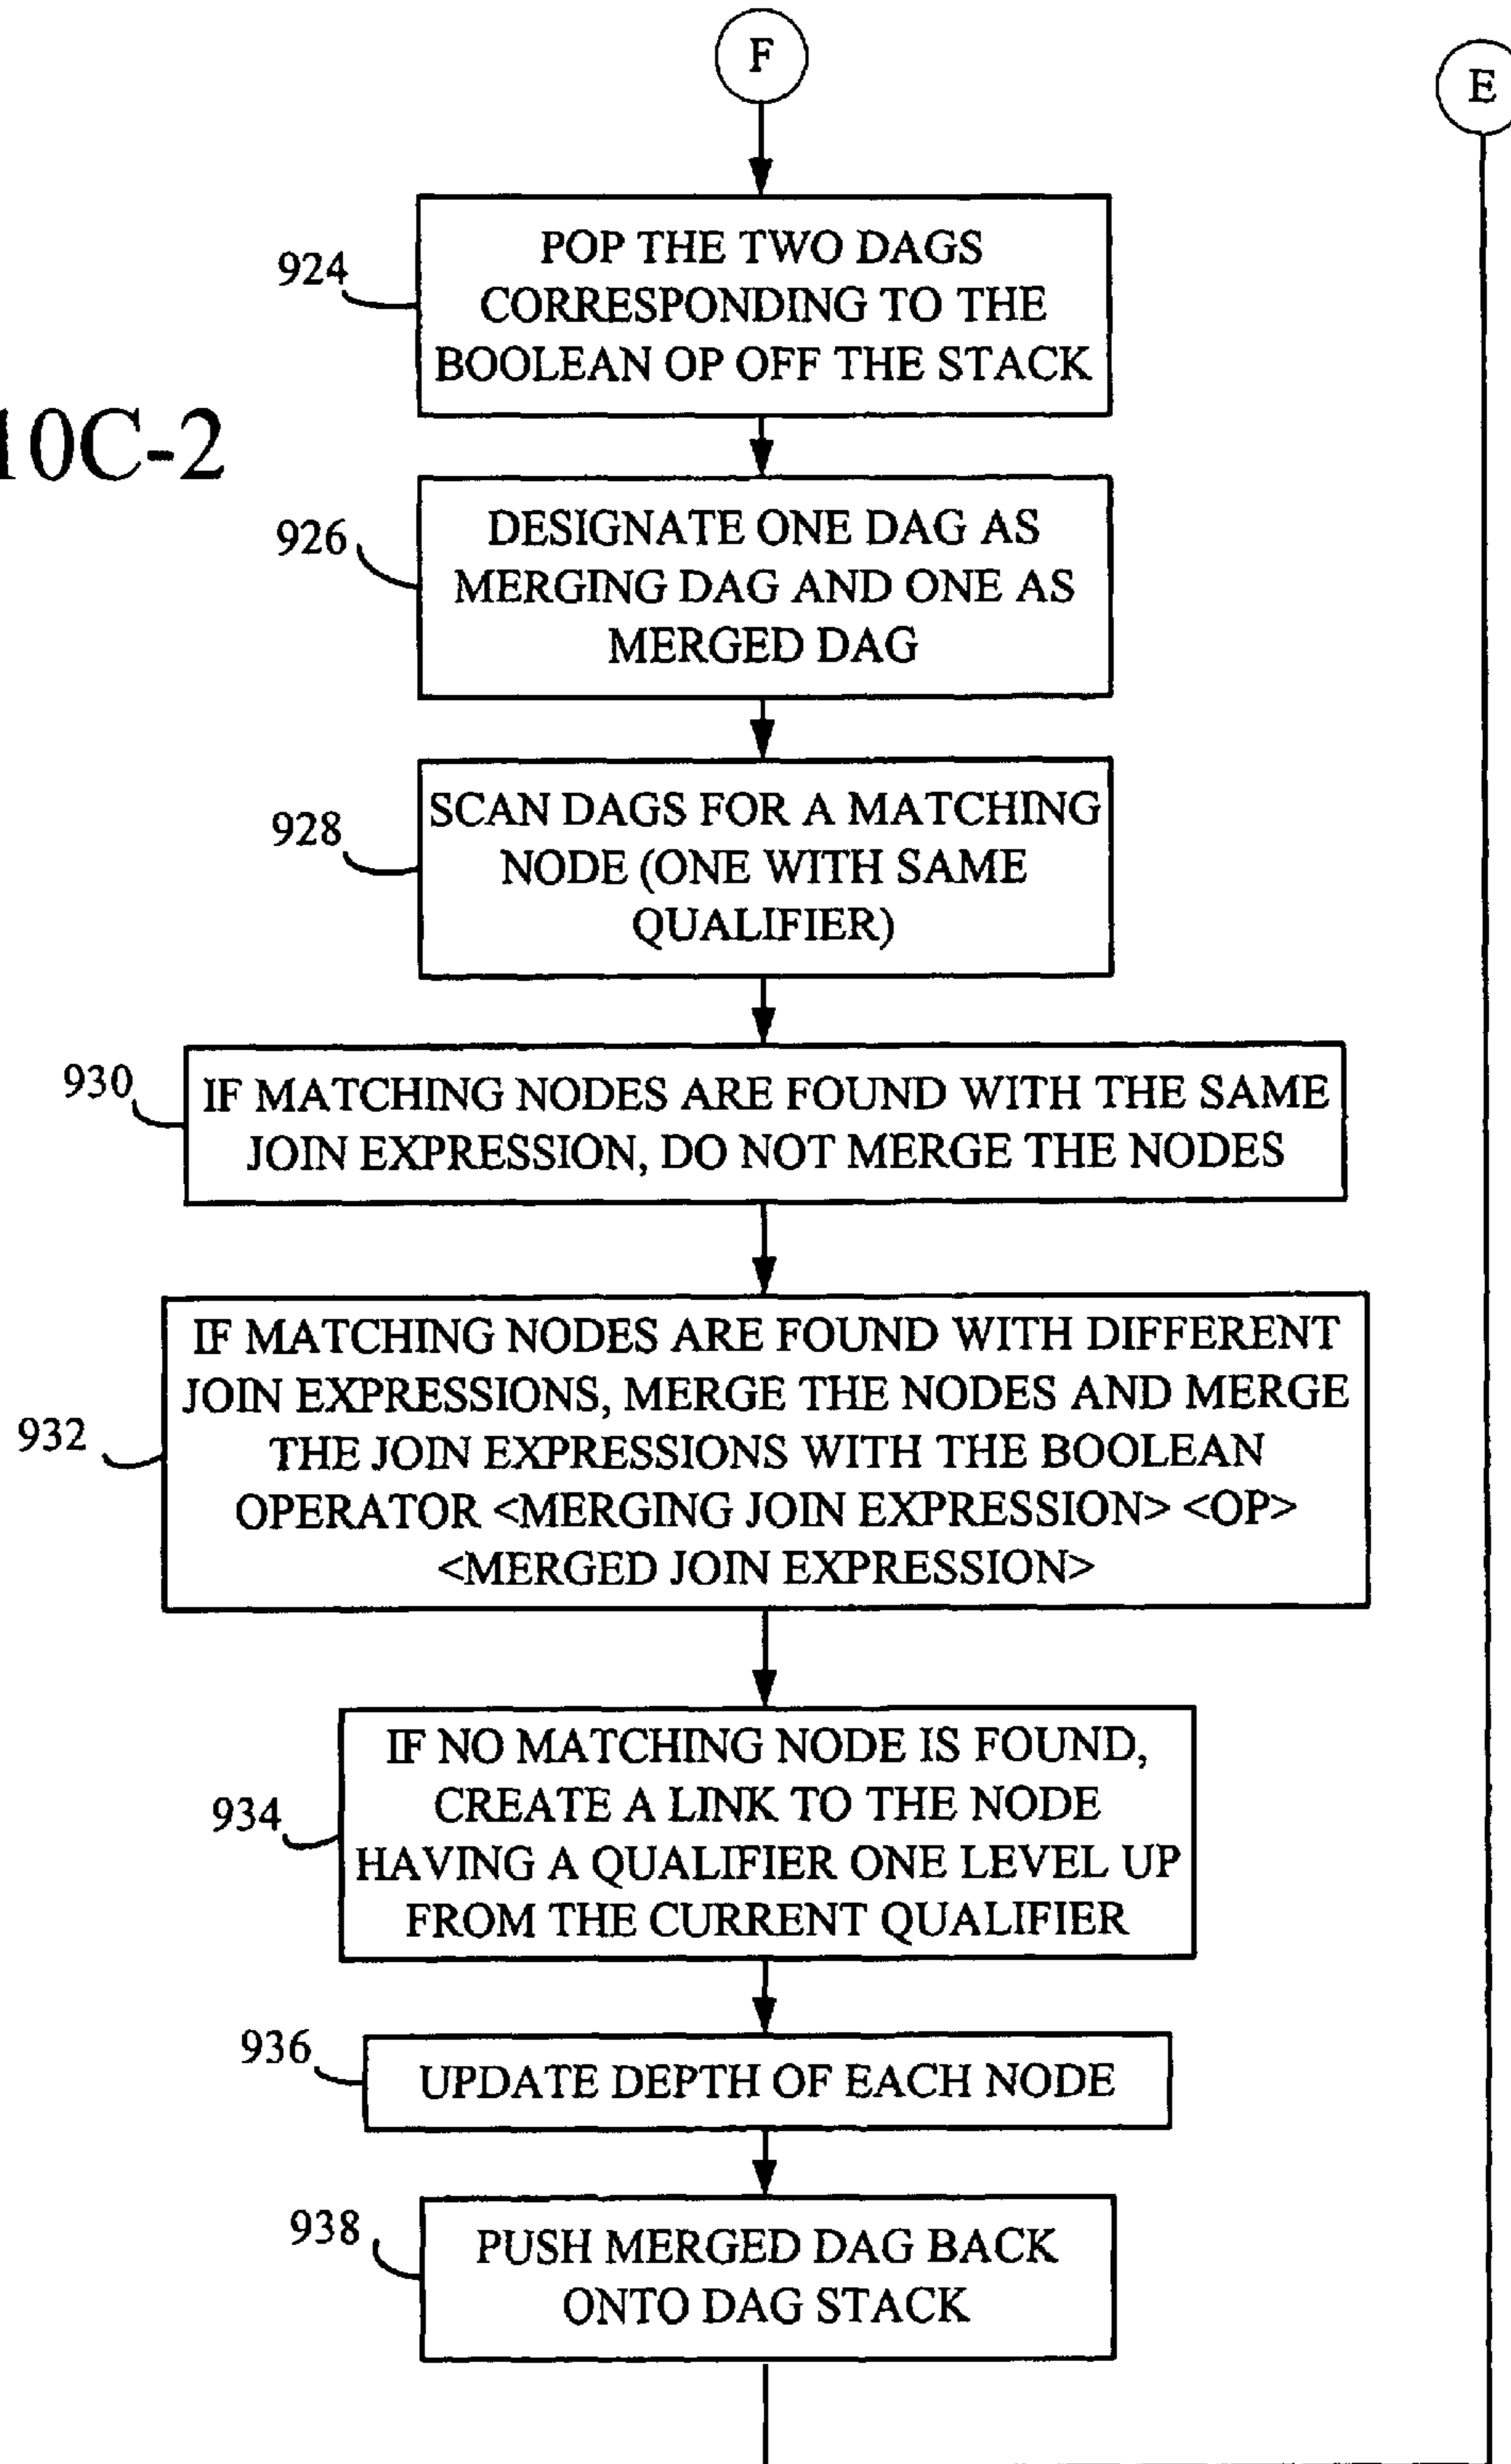 F
E
924
POP THE TWO DAGS
CORRESPONDING TO THE
BOOLEAN OP OFF THE STACK
10C-2
926
DESIGNATE ONE DAG AS
MERGING DAG AND ONE AS
MERGED DAG
928
SCAN DAGS FOR A MATCHING
NODE (ONE WITH SAME
QUALIFIER)
930
IF MATCHING NODES ARE FOUND WITH THE SAME
JOIN EXPRESSION, DO NOT MERGE THE NODES
932
IF MATCHING NODES ARE FOUND WITH DIFFERENT
JOIN EXPRESSIONS, MERGE THE NODES AND MERGE
THE JOIN EXPRESSIONS WITH THE BOOLEAN
OPERATOR <MERGING JOIN EXPRESSION> <OP>
<MERGED JOIN EXPRESSION>
934
IF NO MATCHING NODE IS FOUND,
CREATE A LINK TO THE NODE
HAVING A QUALIFIER ONE LEVEL UP
FROM THE CURRENT QUALIFIER
936
UPDATE DEPTH OF EACH NODE
938
PUSH MERGED DAG BACK
ONTO DAG STACK